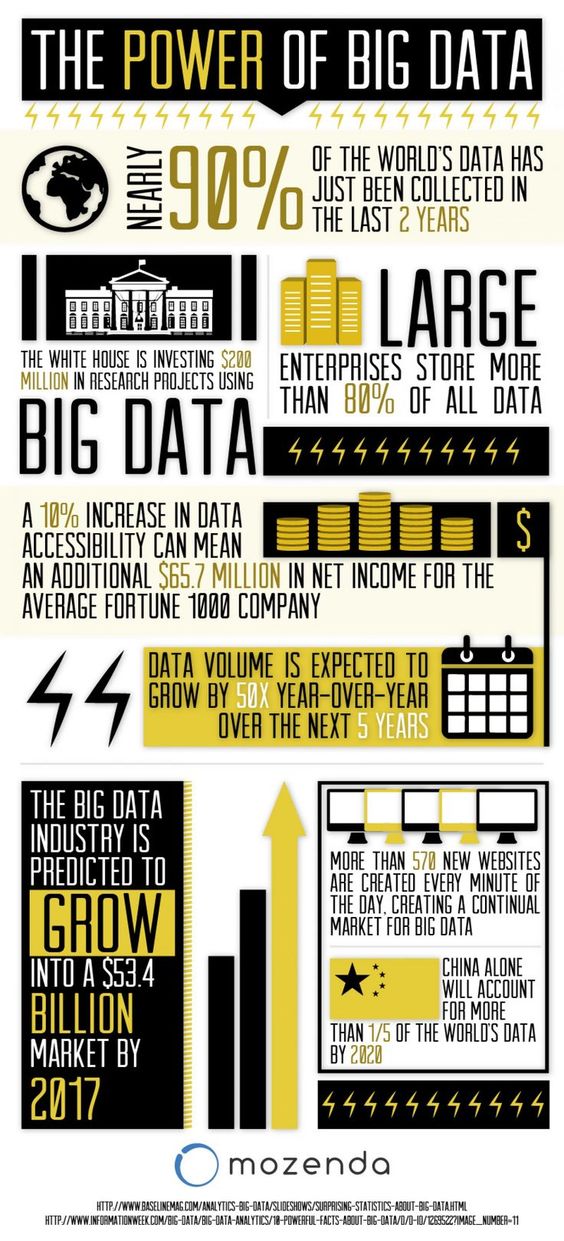 THE POWER OF BIG DATA
NEARLY
90%
OF THE WORLD'S DATA HAS
JUST BEEN COLLECTED IN
THE LAST 2 YEARS
THE WHITE HOUSE IS INVESTING $200
MILLION IN RESEARCH PROJECTS USING
BIG DATA
LARGE
ENTERPRISES STORE MORE
THAN 80% OF ALL DATA
A 10% INCREASE IN DATA
ACCESSIBILITY CAN MEAN
AN ADDITIONAL $65.7 MILLION IN NET INCOME FOR THE
AVERAGE FORTUNE 1000 COMPANY
$
DATA VOLUME IS EXPECTED TO
GROW BY 50X YEAR-OVER-YEAR
OVER THE NEXT 5 YEARS
THE BIG DATA
INDUSTRY IS
PREDICTED TO
GROW
INTO A $53.4
BILLION
MARKET BY
2017
MORE THAN 570 NEW WEBSITES
ARE CREATED EVERY MINUTE OF
THE DAY, CREATING A CONTINUAL
MARKET FOR BIG DATA
CHINA ALONE
WILL ACCOUNT
FOR MORE
THAN 1/5 OF THE WORLD'S DATA
BY 2020
mozenda
HTTP://WWW.BASELINEMAG.COM/ANALYTICS-BIG-DATA/SLIDESHOWS/SURPRISING-STATISTICS-ABOUT-BIG-DATA.HTML
HTTP://WWW.INFORMATIONWEEK.COM/BIG-DATA/BIG-DATA-ANALYTICS/10-POWERFUL-FACTS-ABOUT-BIG-DATA/D/D-ID/1269522?IMAGE_NUMBER=11